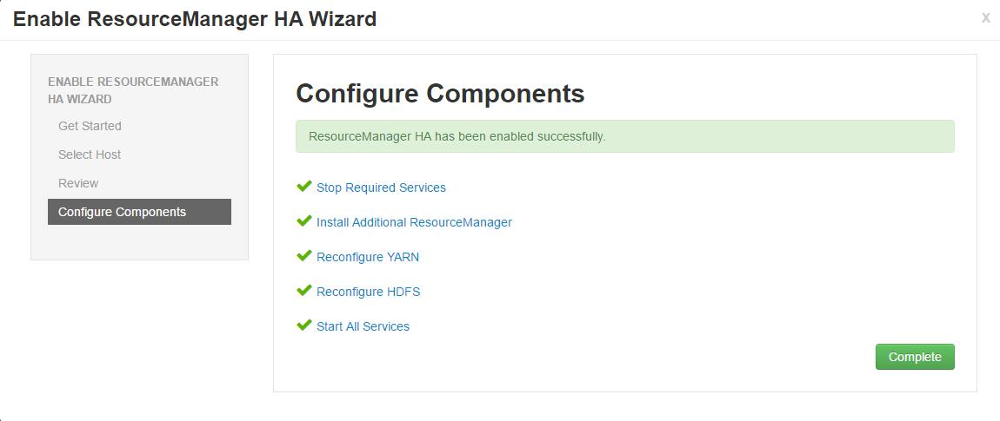 Enable ResourceManager HA Wizard
x
ENABLE RESOURCEMANAGER
HA WIZARD
Get Started
Select Host
Review
Configure Components
Configure Components
ResourceManager HA has been enabled successfully.
Stop Required Services
Install Additional ResourceManager
Reconfigure YARN
Reconfigure HDFS
Start All Services
Complete